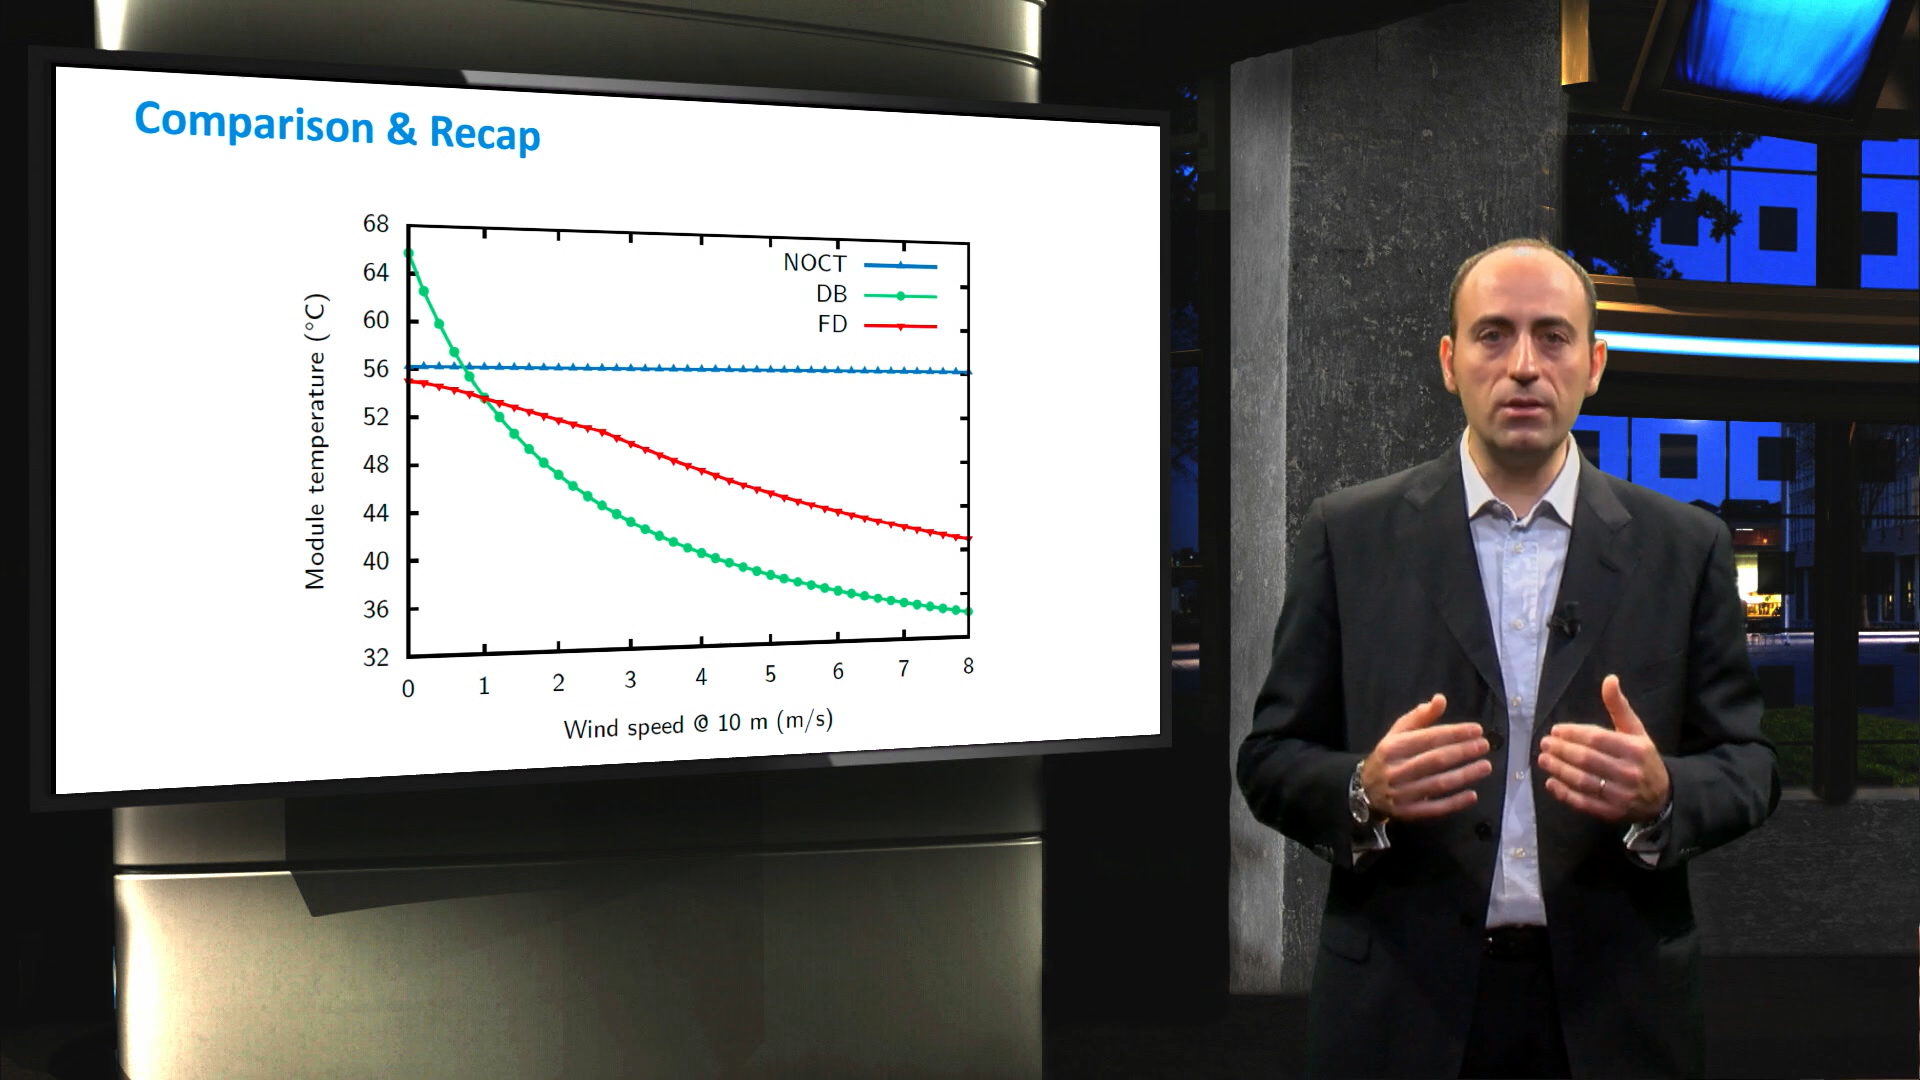 Comparison & Recap
68
64
60
56
52
48
44
40
36
32
Module temperature (°C)
NOCT
DB
FD
0 1 2 3 4 5 6 7 8
Wind speed @ 10 m (m/s)